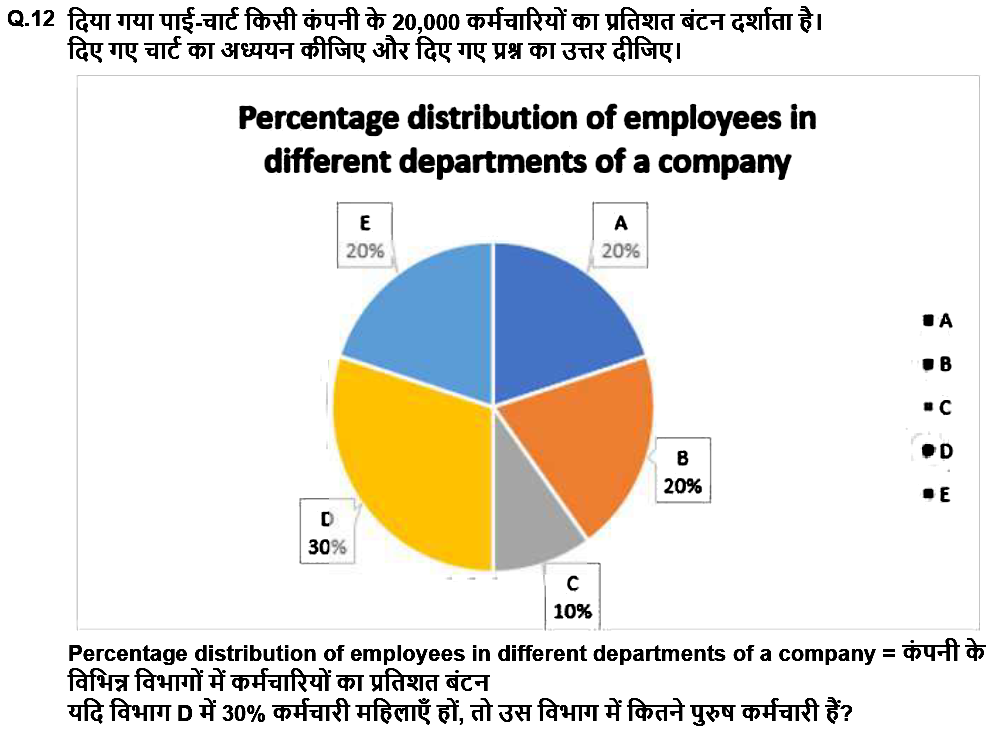 Q.12 दिया गया पाई-चार्ट किसी कंपनी के 20,000 कर्मचारियों का प्रतिशत बंटन दर्शाता है।
दिए गए चार्ट का अध्ययन कीजिए और दिए गए प्रश्न का उत्तर दीजिए।
Percentage distribution of employees in
different departments of a company
E
20%
A
20%
A
B
C
D
E
B
20%
D
30%
C
10%
Percentage distribution of employees in different departments of a company = कंपनी के
विभिन्न विभागों में कर्मचारियों का प्रतिशत बंटन
यदि विभाग D में 30% कर्मचारी महिलाएँ हों, तो उस विभाग में कितने पुरुष कर्मचारी हैं?